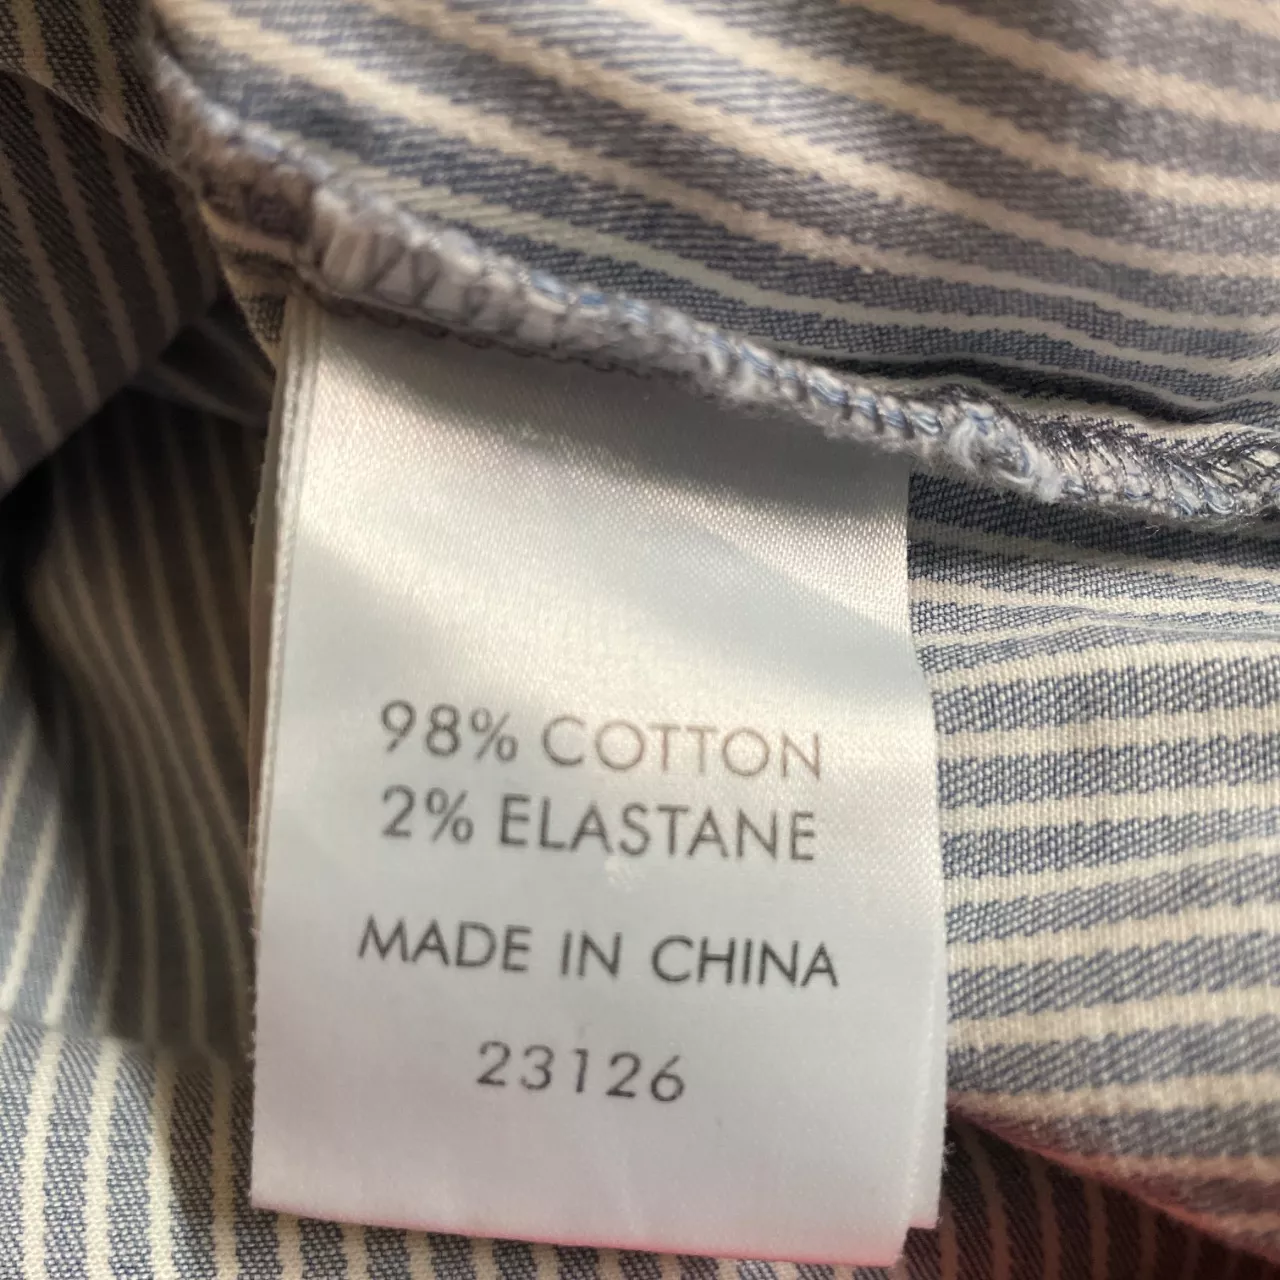 98% COTTON
2% ELASTANE
MADE IN CHINA
23126